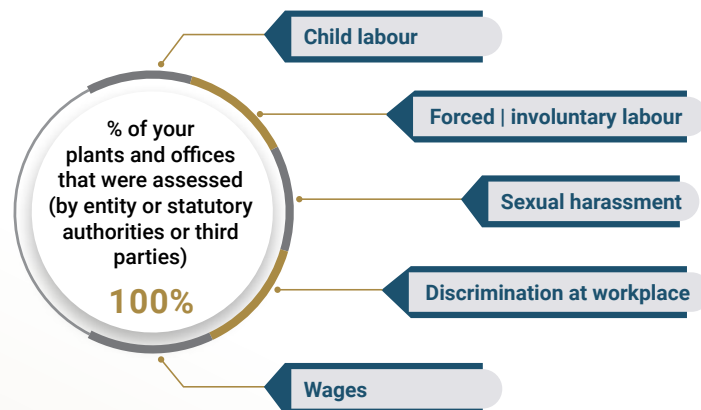 % of your
plants and offices
that were assessed
(by entity or statutory
authorities or third
parties)
100%
Child labour
Forced | involuntary labour
Sexual harassment
Discrimination at workplace
Wages